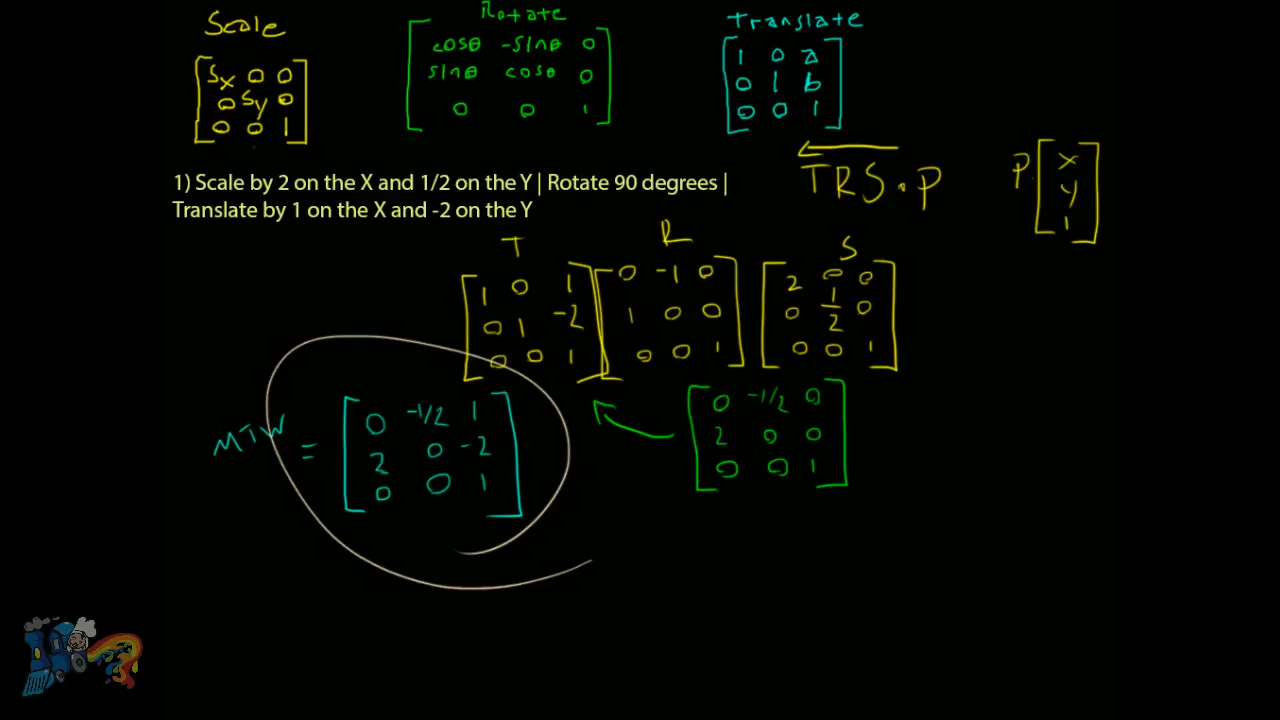 Scale
Rotate
Translate
Sx 0 0
0 Sy 0
0 0 1
cosθ -sinθ 0
sinθ cosθ 0
0 0 1
1 0 a
0 1 b
0 0 1
1) Scale by 2 on the X and 1/2 on the Y | Rotate 90 degrees |
Translate by 1 on the X and -2 on the Y
TRS.P
P
x
y
1
T
R
S
1 0 1
0 1 -2
0 0 1
0 -1 0
1 0 0
0 0 1
2 0 0
0 1/2 0
0 0 1
MTW =
0 -1/2 1
2 0 -2
0 0 1
0 -1/2 0
2 0 0
0 0 1